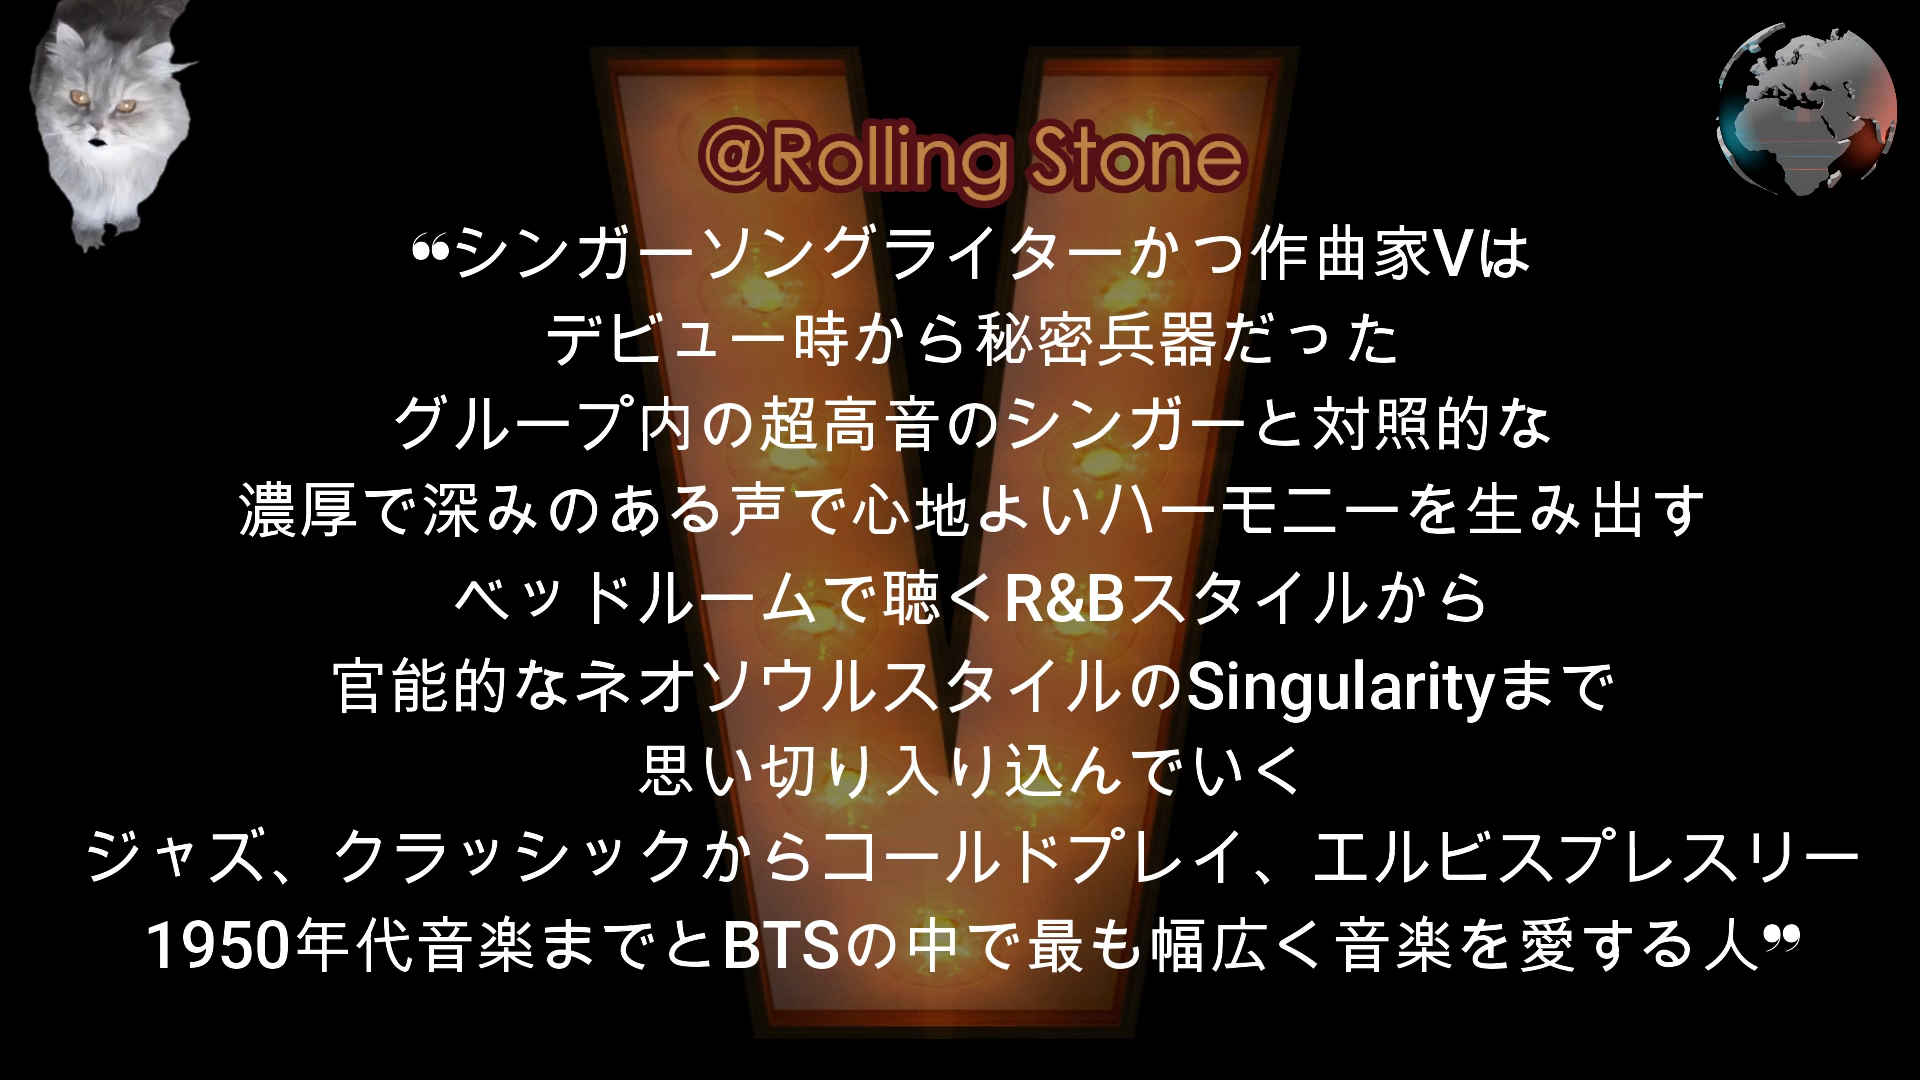 @Rolling Stone
❝シンガーソングライターかつ作曲家Vは
デビュー時から秘密兵器だった
グループ内の超高音のシンガーと対照的な
濃厚で深みのある声で心地よいハーモニーを生み出す
ベッドルームで聴くR&Bスタイルから
官能的なネオソウルスタイルのSingularityまで
思い切り入り込んでいく
ジャズ、クラッシックからコールドプレイ、エルビスプレスリー
1950年代音楽までとBTSの中で最も幅広く音楽を愛する人❞